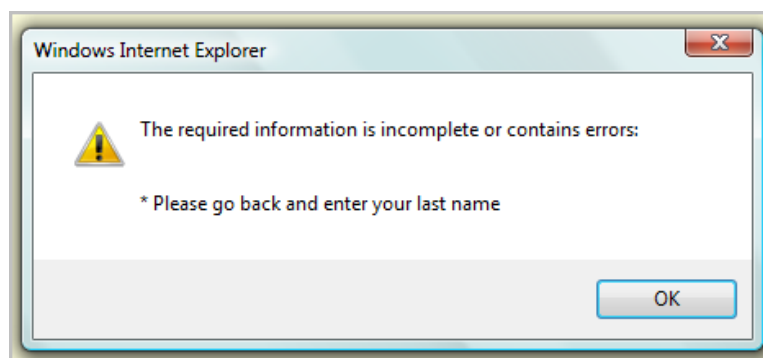 Windows Internet Explorer
The required information is incomplete or contains errors:
* Please go back and enter your last name
OK